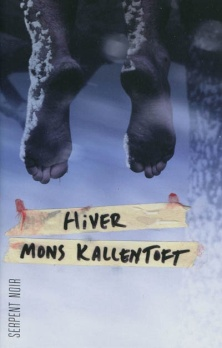 HiVER
MONS KALLENTOFT
SERPENT NOIR